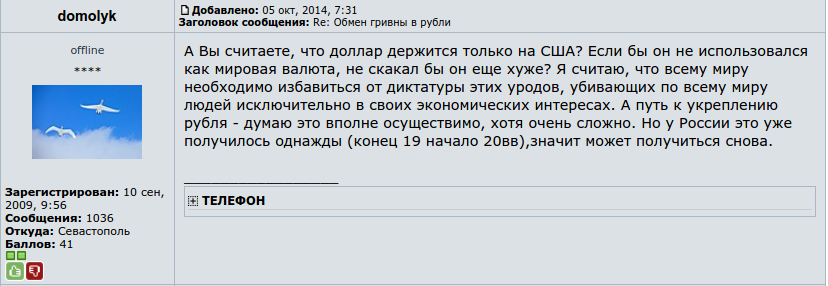 domolyk
Добавлено: 05 окт, 2014, 7:31
Заголовок сообщения: Re: Обмен гривны в рубли
offline
****
А Вы считаете, что доллар держится только на США? Если бы он не использовался
как мировая валюта, не скакал бы он еще хуже? Я считаю, что всему миру
необходимо избавиться от диктатуры этих уродов, убивающих по всему миру
людей исключительно в своих экономических интересах. А путь к укреплению
рубля - думаю это вполне осуществимо, хотя очень сложно. Но у России это уже
получилось однажды (конец 19 начало 20вв),значит может получиться снова.
ТЕЛЕФОН
Зарегистрирован: 10 сен,
2009, 9:56
Сообщения: 1036
Откуда: Севастополь
Баллов: 41